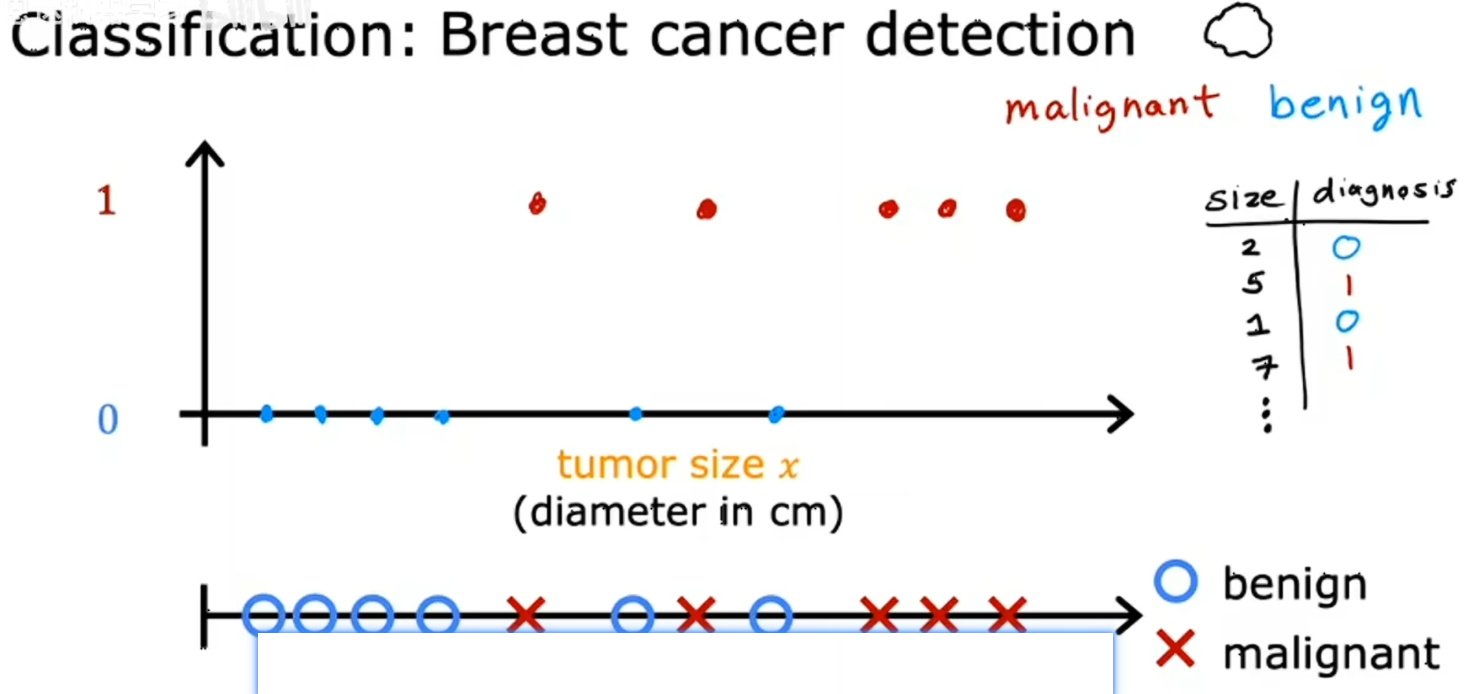 Classification: Breast cancer detection
malignant benign
1
size diagnosis
2 0
5 1
1 0
7 1
⋮
0
tumor size x
(diameter in cm)
benign
malignant